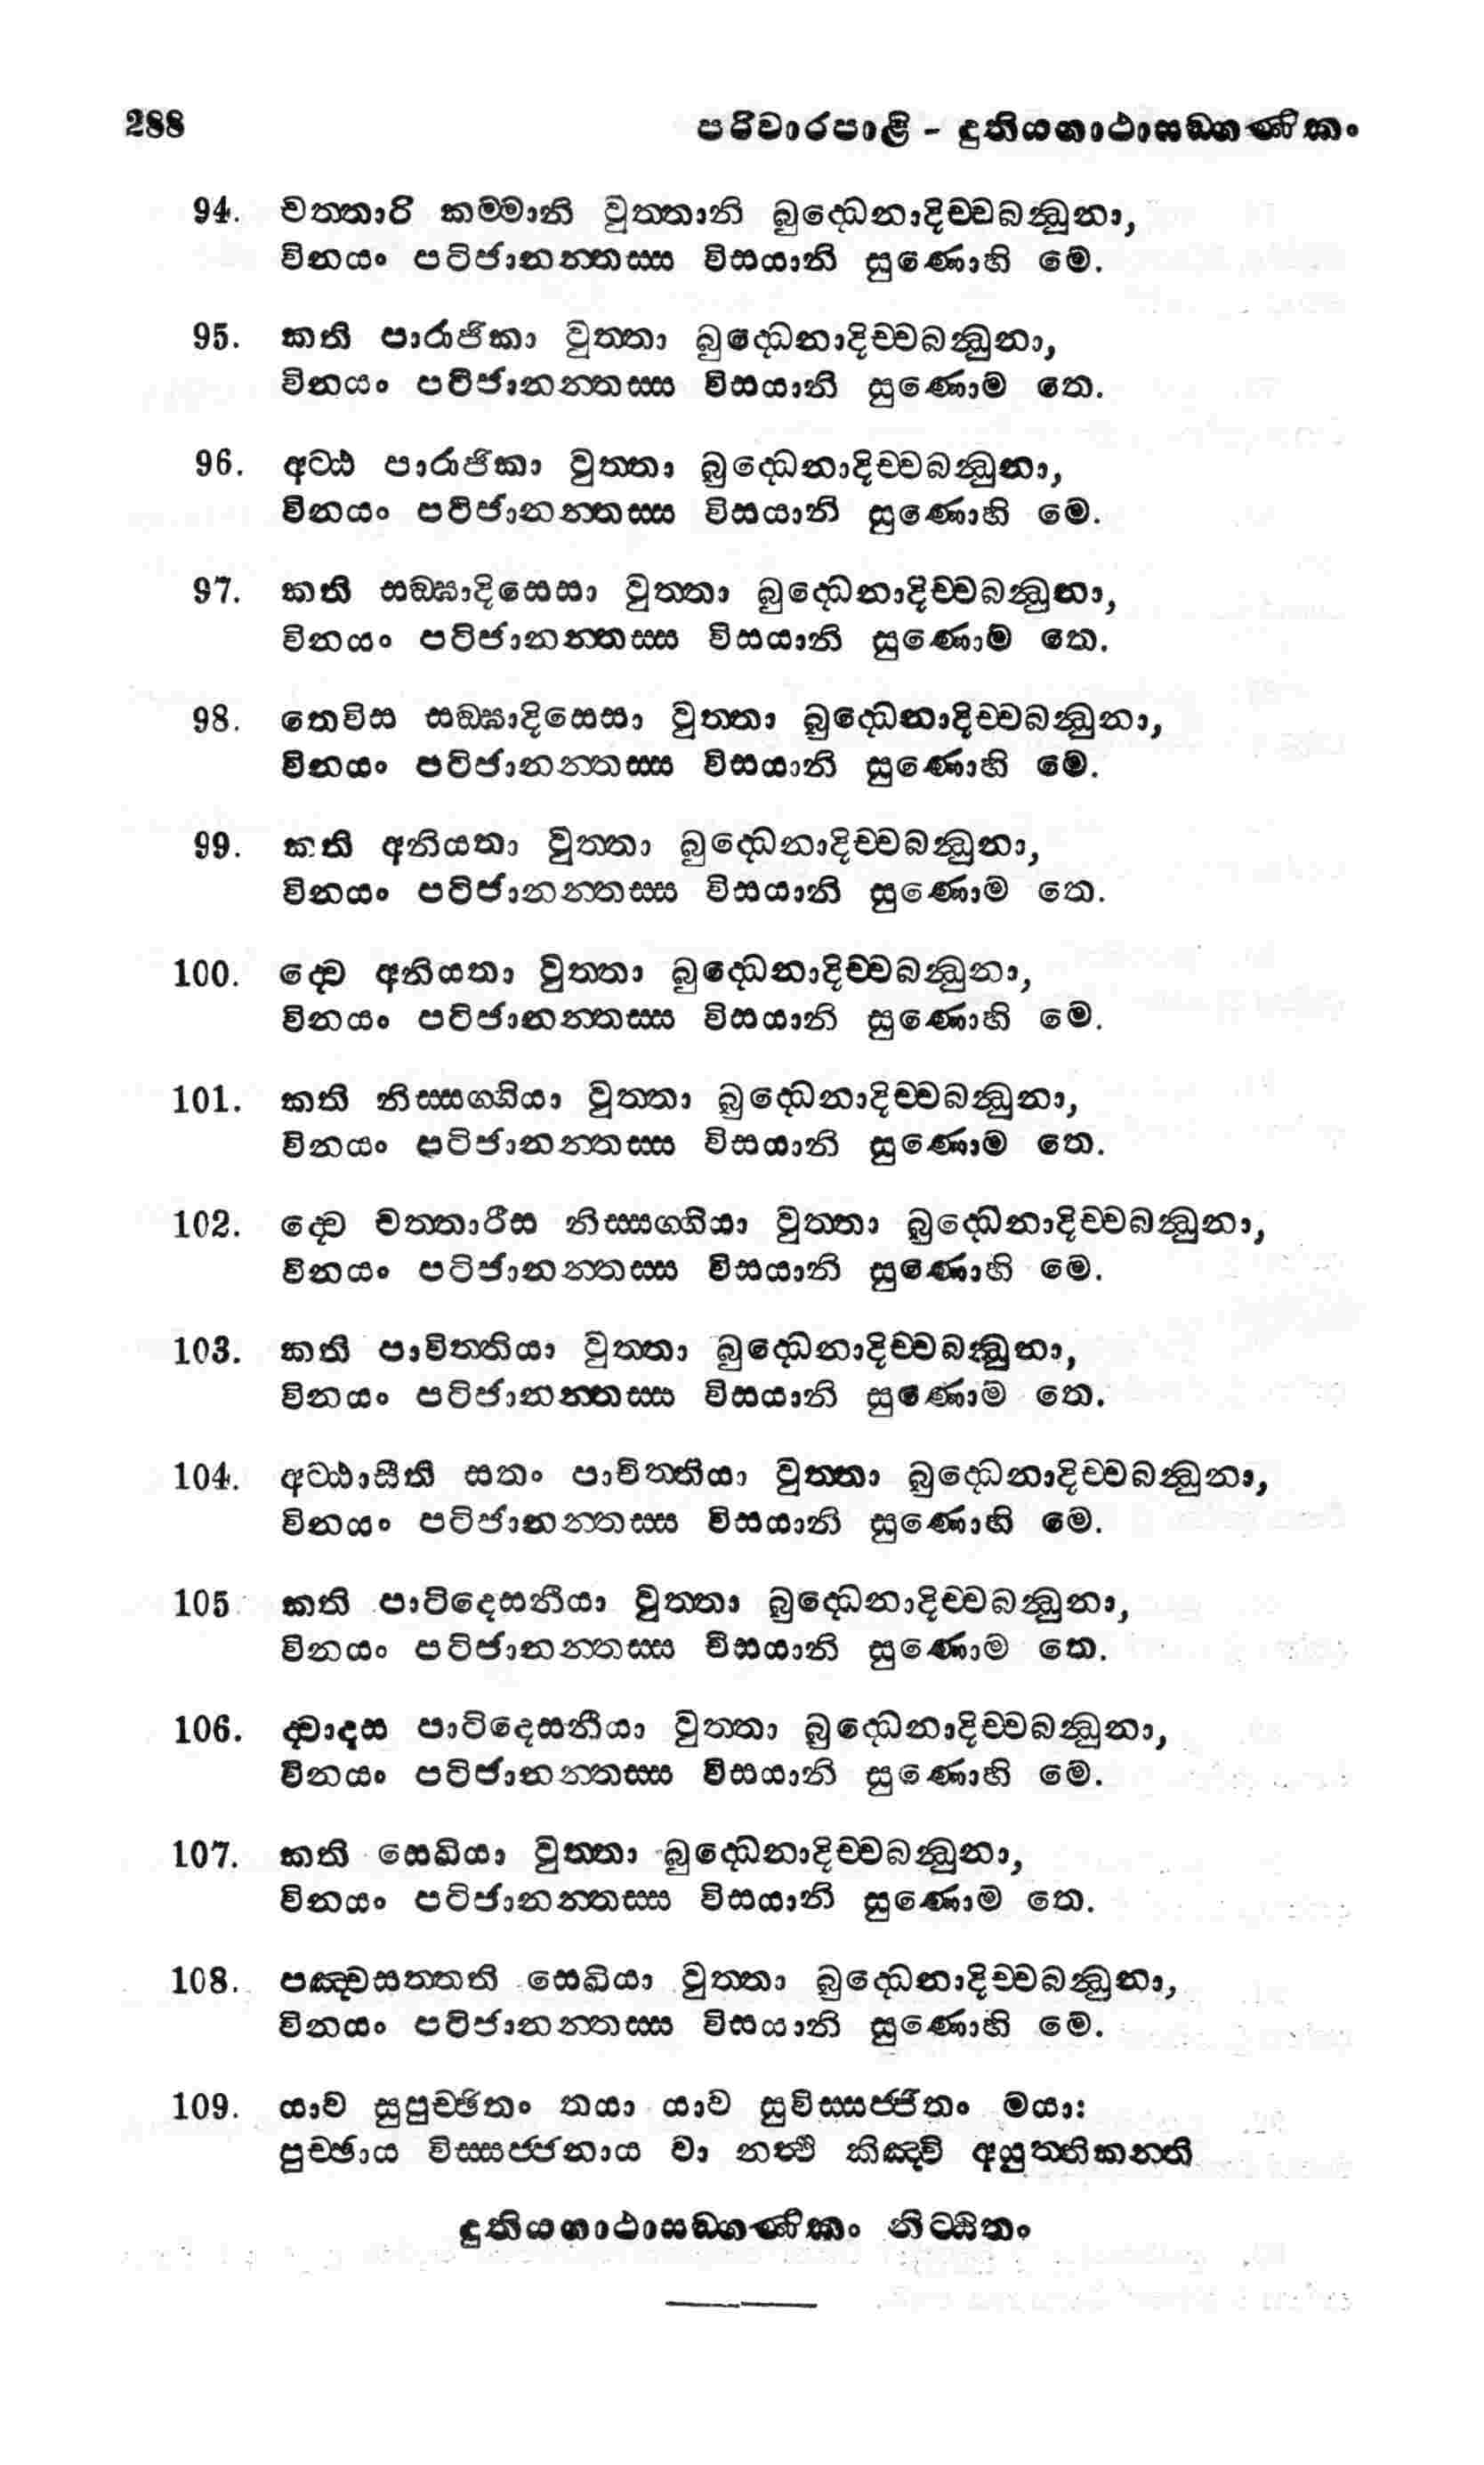 288 පරිවාරපාළි - දුතියගාථාසඞ්ගණිකං
94. චත්තාරි කම්මානි වුත්තානි බුද්ධෙනාදිච්චබන්ධුනා,
විනයං පටිජානන්තස්ස විසයානි සුණොහි මෙ.
95. කති පාරාජිකා වුත්තා බුද්ධෙනාදිච්චබන්ධුනා,
විනයං පටිජානන්තස්ස විසයානි සුණොම තෙ.
96. අට්ඨ පාරාජිකා වුත්තා බුද්ධෙනාදිච්චබන්ධුනා,
විනයං පටිජානන්තස්ස විසයානි සුණොහි මෙ.
97. කති සඞ්ඝාදිසෙසා වුත්තා බුද්ධෙනාදිච්චබන්ධුනා,
විනයං පටිජානන්තස්ස විසයානි සුණොම තෙ.
98. තෙවිස සඞ්ඝාදිසෙසා වුත්තා බුද්ධෙනාදිච්චබන්ධුනා,
විනයං පටිජානන්තස්ස විසයානි සුණොහි මෙ.
99. කති අනියතා වුත්තා බුද්ධෙනාදිච්චබන්ධුනා,
විනයං පටිජානන්තස්ස විසයානි සුණොම තෙ.
100. ද්වෙ අනියතා වුත්තා බුද්ධෙනාදිච්චබන්ධුනා,
විනයං පටිජානන්තස්ස විසයානි සුණොහි මෙ.
101. කති නිස්සග්ගියා වුත්තා බුද්ධෙනාදිච්චබන්ධුනා,
විනයං පටිජානන්තස්ස විසයානි සුණොම තෙ.
102. ද්වෙ චත්තාරීස නිස්සග්ගියා වුත්තා බුද්ධෙනාදිච්චබන්ධුනා,
විනයං පටිජානන්තස්ස විසයානි සුණොහි මෙ.
103. කති පාචිත්තියා වුත්තා බුද්ධෙනාදිච්චබන්ධුනා,
විනයං පටිජානන්තස්ස විසයානි සුණොම තෙ.
104. අට්ඨාසීති සතං පාචිත්තියා වුත්තා බුද්ධෙනාදිච්චබන්ධුනා,
විනයං පටිජානන්තස්ස විසයානි සුණොහි මෙ.
105 කති පාටිදෙසනීයා වුත්තා බුද්ධෙනාදිච්චබන්ධුනා,
විනයං පටිජානන්තස්ස විසයානි සුණොම තෙ.
106. ද්වාදස පාටිදෙසනීයා වුත්තා බුද්ධෙනාදිච්චබන්ධුනා,
විනයං පටිජානන්තස්ස විසයානි සුණොහි මෙ.
107. කති සෙඛියා වුත්තා බුද්ධෙනාදිච්චබන්ධුනා,
විනයං පටිජානන්තස්ස විසයානි සුණොම තෙ.
108. පඤ්චසත්තති සෙඛියා වුත්තා බුද්ධෙනාදිච්චබන්ධුනා,
විනයං පටිජානන්තස්ස විසයානි සුණොහි මෙ.
109. යාව සුපුච්ඡිතං තයා යාව සුවිස්සජ්ජිතං මයා:
පුච්ඡාය විස්සජ්ජනාය වා නත්ථි කිඤ්චි අයුත්තිකන්ති
දුතියගාථාසඞ්ගණිකං නිට්ඨිතං